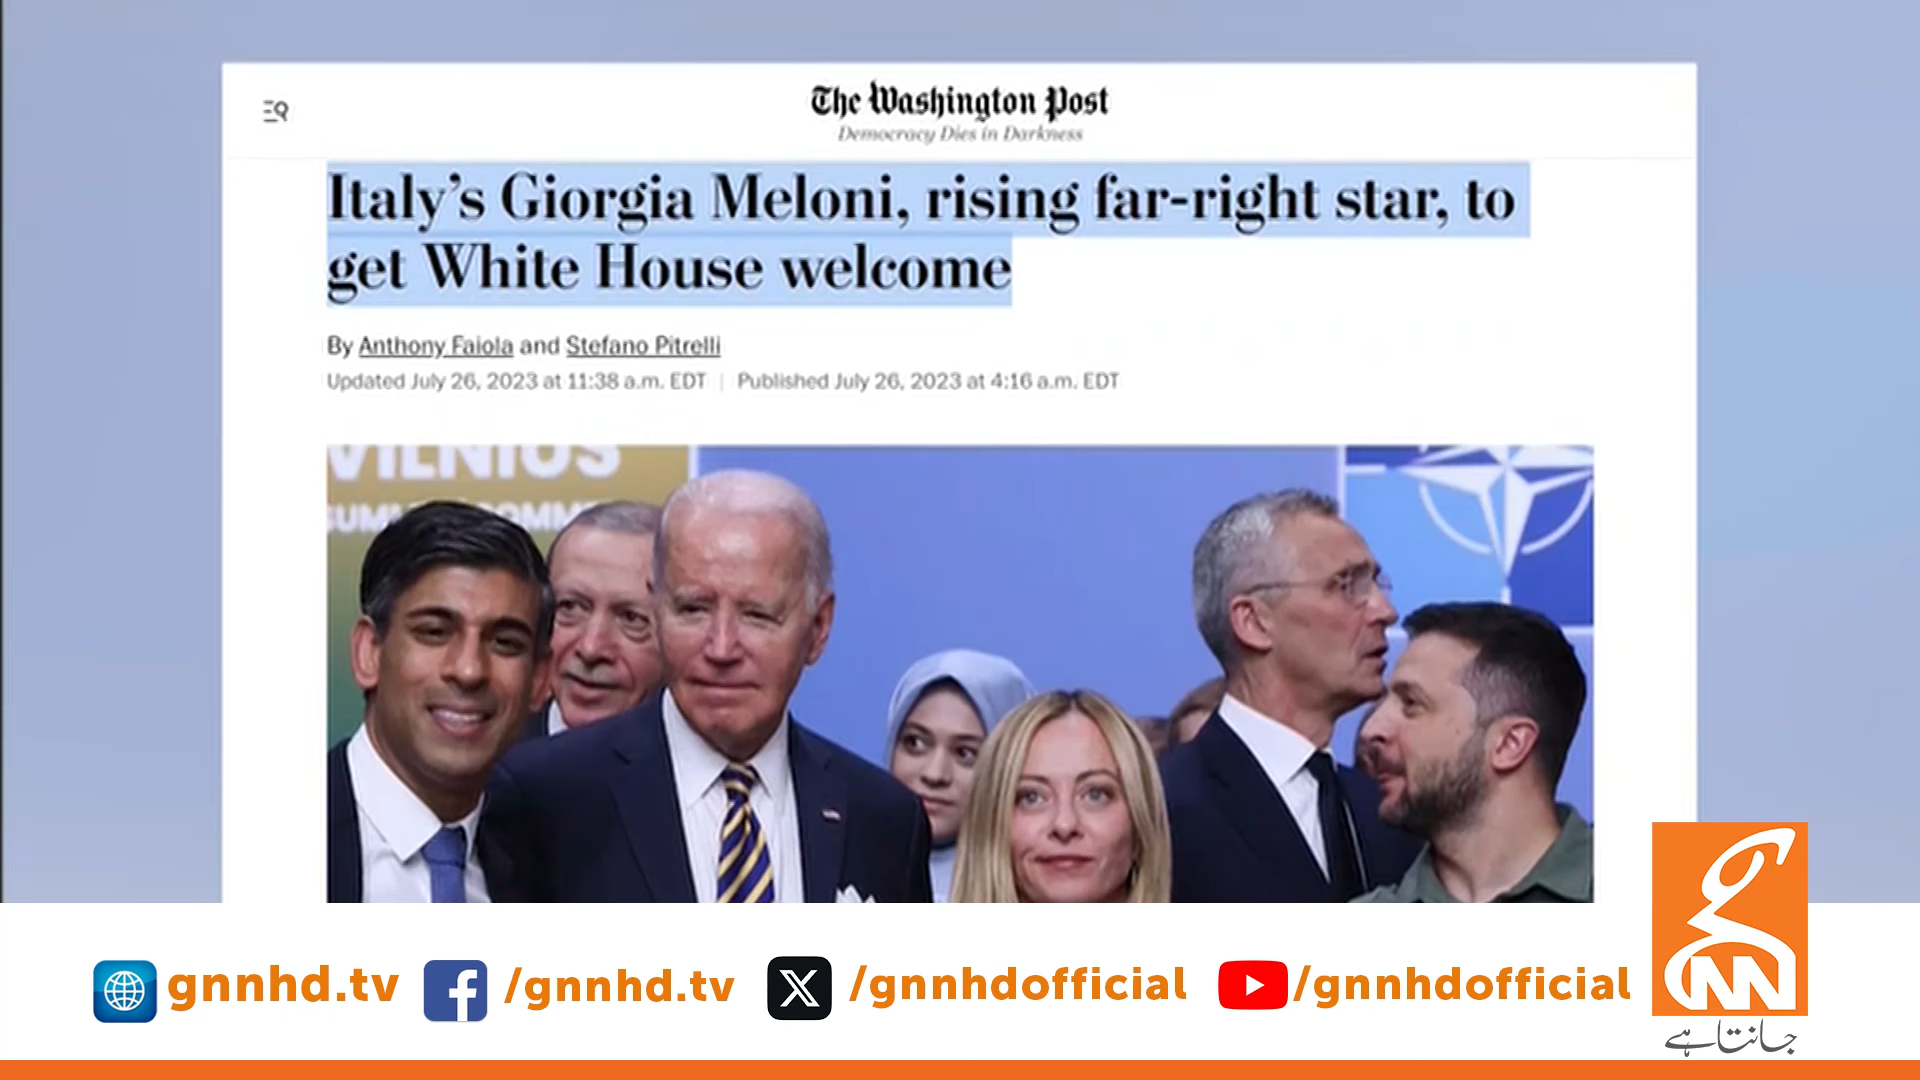 The Washington Post
Democracy Dies in Darkness
Italy’s Giorgia Meloni, rising far-right star, to
get White House welcome
By Anthony Faiola and Stefano Pitrelli
Updated July 26, 2023 at 11:38 a.m. EDT | Published July 26, 2023 at 4:16 a.m. EDT
VILNIUS
gnnhd.tv /gnnhd.tv /gnnhdofficial /gnnhdofficial
GNN
جانتا ہے